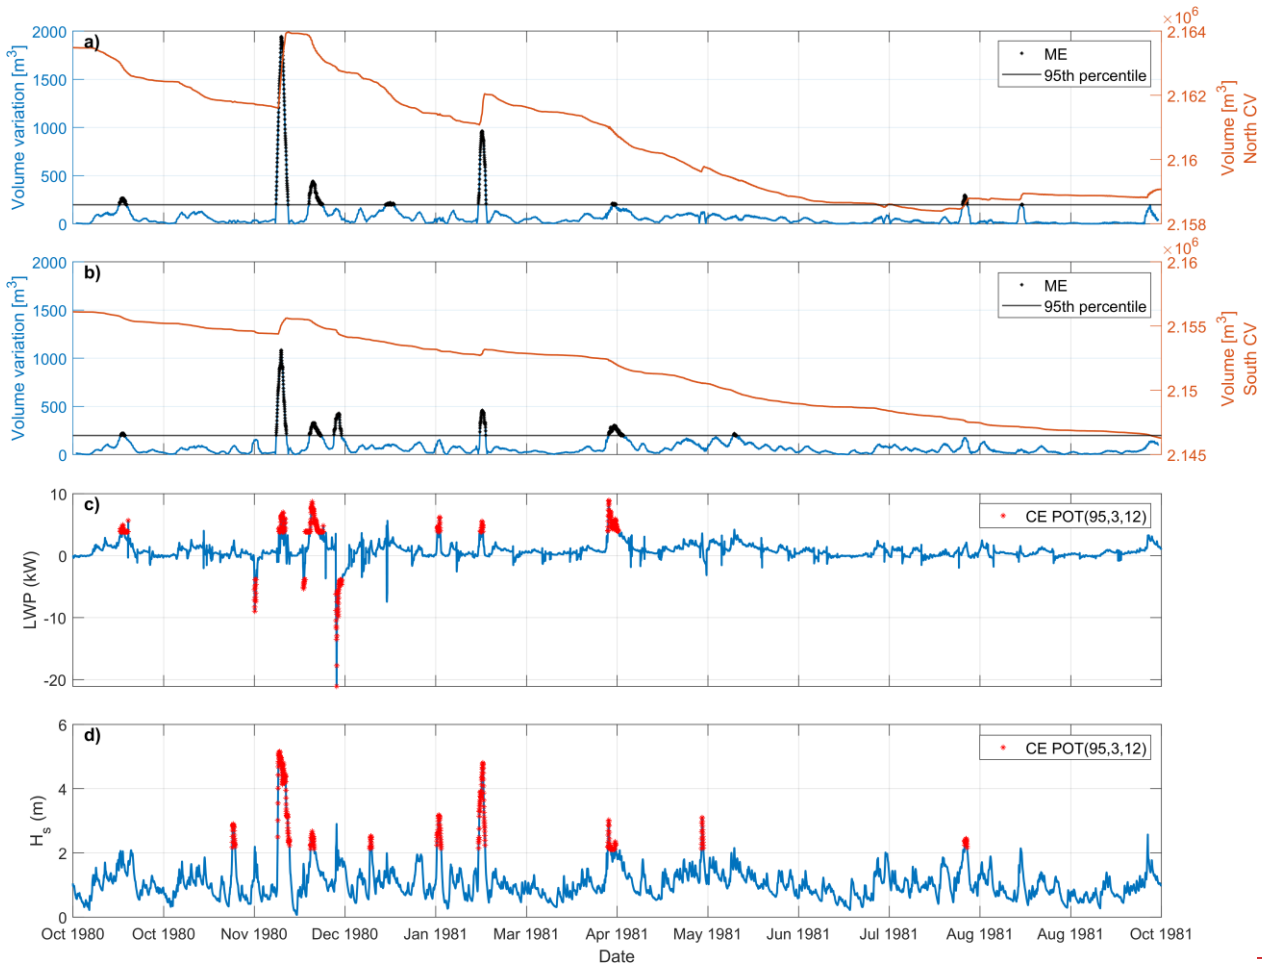 ×10⁶
2000
a)
2.164
ME
95th percentile
1500
2.162
1000
2.16
500
0
2.158
Volume variation [m³]
Volume [m³]
North CV
×10⁶
2000
b)
2.16
ME
95th percentile
1500
2.155
1000
2.15
500
0
2.145
Volume variation [m³]
Volume [m³]
South CV
10
c)
CE POT(95,3,12)
0
-10
-20
LWP (kW)
6
d)
CE POT(95,3,12)
4
2
0
Hₛ (m)
Oct 1980 Oct 1980 Nov 1980 Dec 1980 Jan 1981 Mar 1981 Apr 1981 May 1981 Jun 1981 Jul 1981 Aug 1981 Aug 1981 Oct 1981
Date